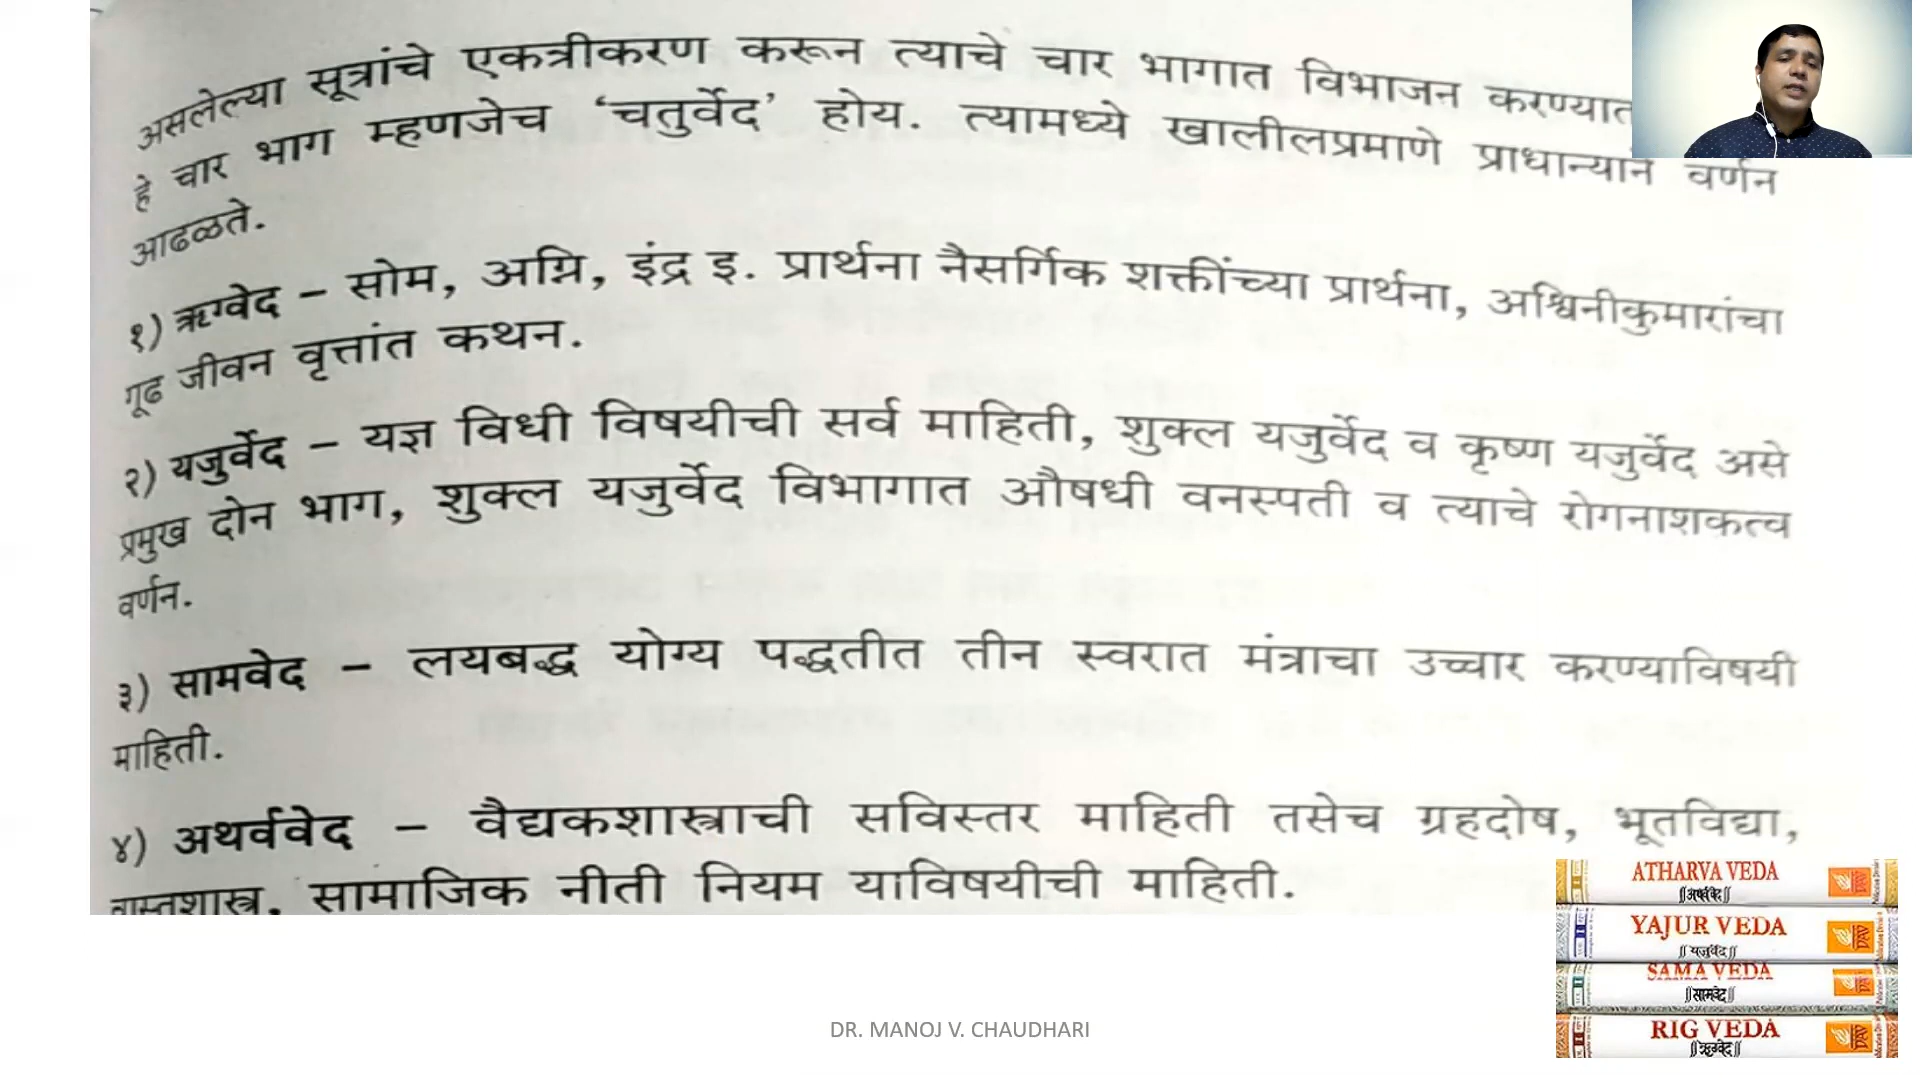 असलेल्या सूत्रांचे एकत्रीकरण करून त्याचे चार भागात विभाजन करण्यात
हे चार भाग म्हणजेच ‘चतुर्वेद’ होय. त्यामध्ये खालीलप्रमाणे प्राधान्याने वर्णन
आढळते.
१) ऋग्वेद – सोम, अग्नि, इंद्र इ. प्रार्थना नैसर्गिक शक्तींच्या प्रार्थना, अश्विनीकुमारांचा
गूढ जीवन वृत्तांत कथन.
२) यजुर्वेद – यज्ञ विधी विषयीची सर्व माहिती, शुक्ल यजुर्वेद व कृष्ण यजुर्वेद असे
प्रमुख दोन भाग, शुक्ल यजुर्वेद विभागात औषधी वनस्पती व त्याचे रोगनाशकत्व
वर्णन.
३) सामवेद – लयबद्ध योग्य पद्धतीत तीन स्वरात मंत्राचा उच्चार करण्याविषयी
माहिती.
४) अथर्ववेद – वैद्यकशास्त्राची सविस्तर माहिती तसेच ग्रहदोष, भूतविद्या,
वास्तुशास्त्र, सामाजिक नीती नियम याविषयीची माहिती.
ATHARVA VEDA
॥अथर्ववेद॥
YAJUR VEDA
॥यजुर्वेद॥
SAMA VEDA
॥सामवेद॥
RIG VEDA
॥ऋग्वेद॥
DR. MANOJ V. CHAUDHARI